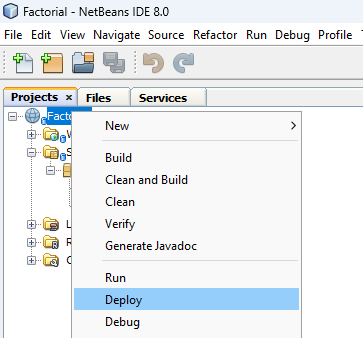 Factorial - NetBeans IDE 8.0
File Edit View Navigate Source Refactor Run Debug Profile
Projects × Files Services
New
Build
Clean and Build
Clean
Verify
Generate Javadoc
Run
Deploy
Debug